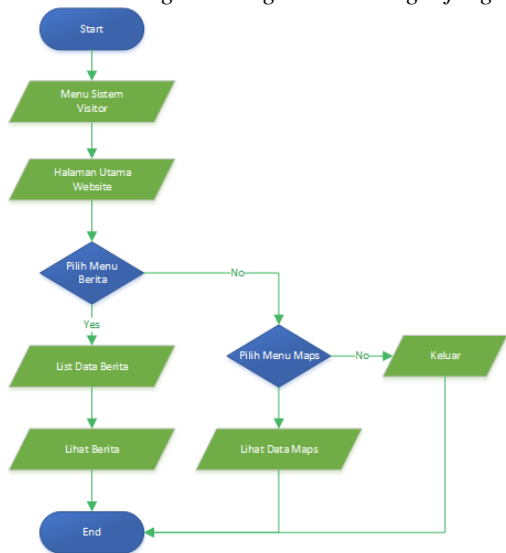 Start
Menu Sistem
Visitor
Halaman Utama
Website
Pilih Menu
Berita
No
Yes
List Data Berita
Pilih Menu Maps
No
Keluar
Lihat Berita
Lihat Data Maps
End